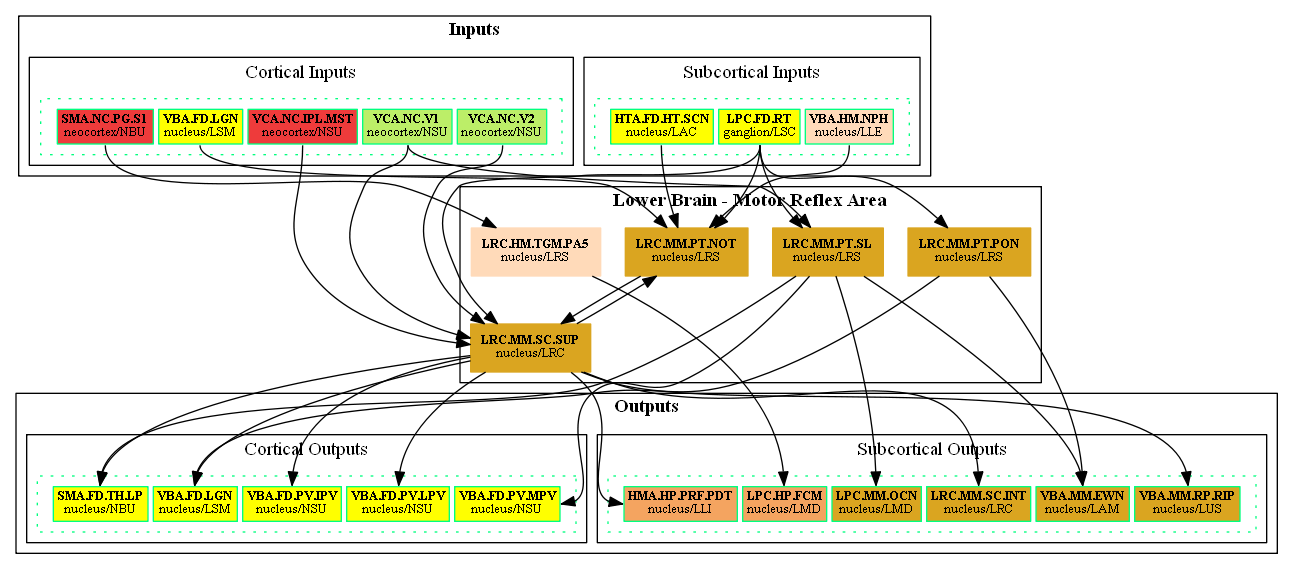 Inputs
Cortical Inputs
Subcortical Inputs
SMA.NC.PG.S1
neocortex/NBU
VBA.FD.LGN
nucleus/LSM
VCA.NC.IPL.MST
neocortex/NSU
VCA.NC.V1
neocortex/NSU
VCA.NC.V2
neocortex/NSU
HTA.FD.HT.SCN
nucleus/LAC
LPC.FD.RT
ganglion/LSC
VBA.HM.NPH
nucleus/LLE
Lower Brain - Motor Reflex Area
LRC.HM.TGM.PA5
nucleus/LRS
LRC.MM.PT.NOT
nucleus/LRS
LRC.MM.PT.SL
nucleus/LRS
LRC.MM.PT.PON
nucleus/LRS
LRC.MM.SC.SUP
nucleus/LRC
Outputs
Cortical Outputs
Subcortical Outputs
SMA.FD.TH.LP
nucleus/NBU
VBA.FD.LGN
nucleus/LSM
VBA.FD.PV.IPV
nucleus/NSU
VBA.FD.PV.LPV
nucleus/NSU
VBA.FD.PV.MPV
nucleus/NSU
HMA.HP.PRF.PDT
nucleus/LLI
LPC.HP.FCM
nucleus/LMD
LPC.MM.OCN
nucleus/LMD
LRC.MM.SC.INT
nucleus/LRC
VBA.MM.EWN
nucleus/LAM
VBA.MM.RP.RIP
nucleus/LUS